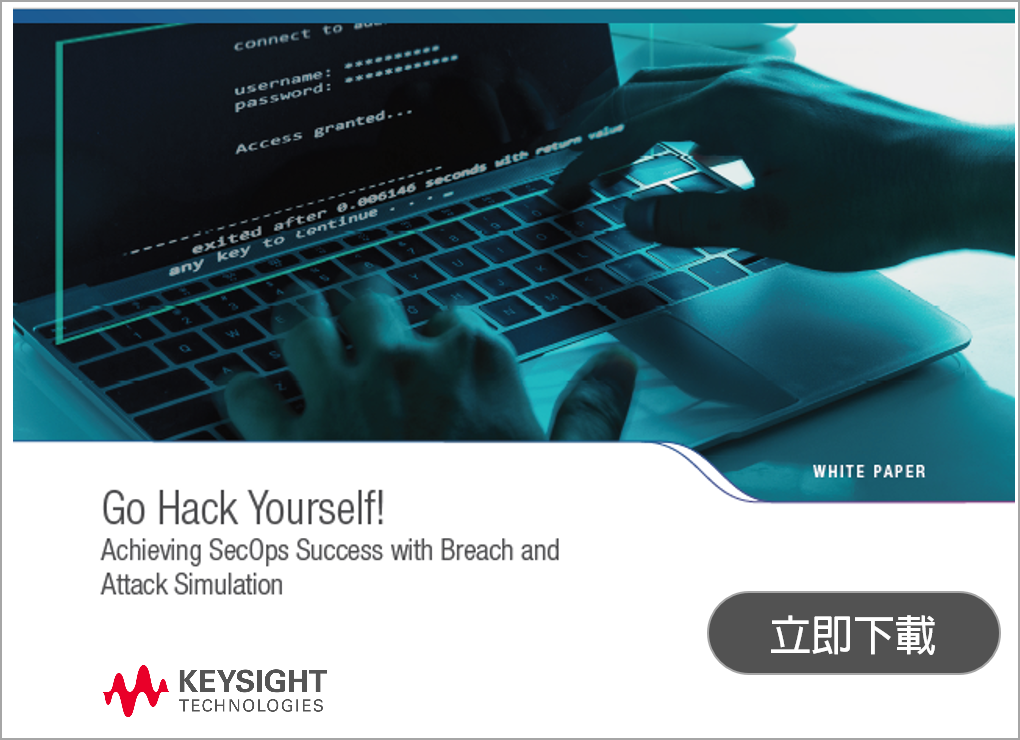 connect to
username: **********
password: ************
Access granted...
exited after 0.006146 seconds with return value
any key to continue . . .
WHITE PAPER
Go Hack Yourself!
Achieving SecOps Success with Breach and
Attack Simulation
立即下載
KEYSIGHT
TECHNOLOGIES